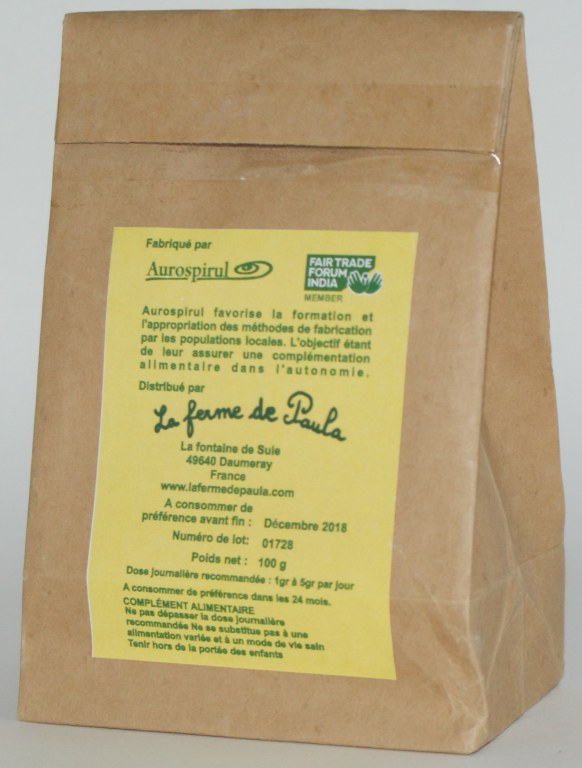 Fabriqué par
Aurospirul
FAIR TRADE
FORUM
INDIA
MEMBER
Aurospirul favorise la formation et
l'appropriation des méthodes de fabrication
par les populations locales. L'objectif étant
de leur assurer une complémentation
alimentaire dans l'autonomie.
Distribué par
La ferme de Paula
La fontaine de Suie
49640 Daumeray
France
www.lafermedepaula.com
A consommer de
préférence avant fin : Décembre 2018
Numéro de lot: 01728
Poids net : 100 g
Dose journalière recommandée : 1gr à 5gr par jour
A consommer de préférence dans les 24 mois.
COMPLÉMENT ALIMENTAIRE
Ne pas dépasser la dose journalière
recommandée Ne se substitue pas à une
alimentation variée et à un mode de vie sain
Tenir hors de la portée des enfants